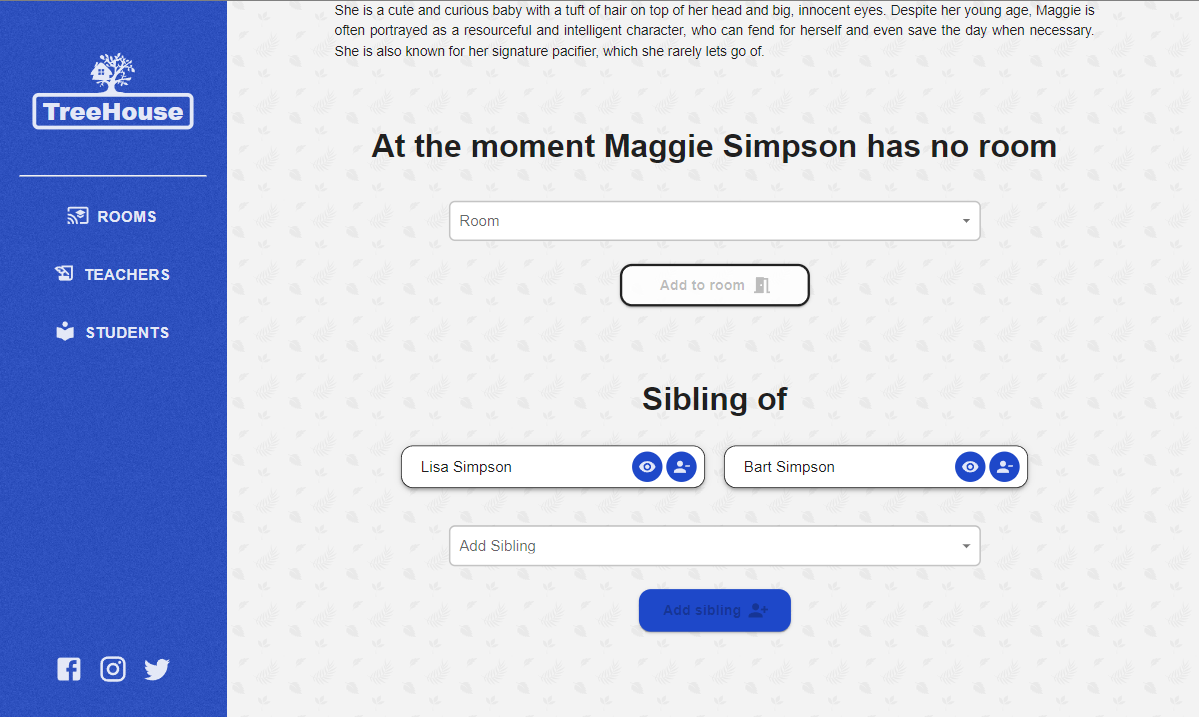 She is a cute and curious baby with a tuft of hair on top of her head and big, innocent eyes. Despite her young age, Maggie is
often portrayed as a resourceful and intelligent character, who can fend for herself and even save the day when necessary.
She is also known for her signature pacifier, which she rarely lets go of.
TreeHouse
ROOMS
TEACHERS
STUDENTS
At the moment Maggie Simpson has no room
Room
Add to room
Sibling of
Lisa Simpson
Bart Simpson
Add Sibling
Add sibling